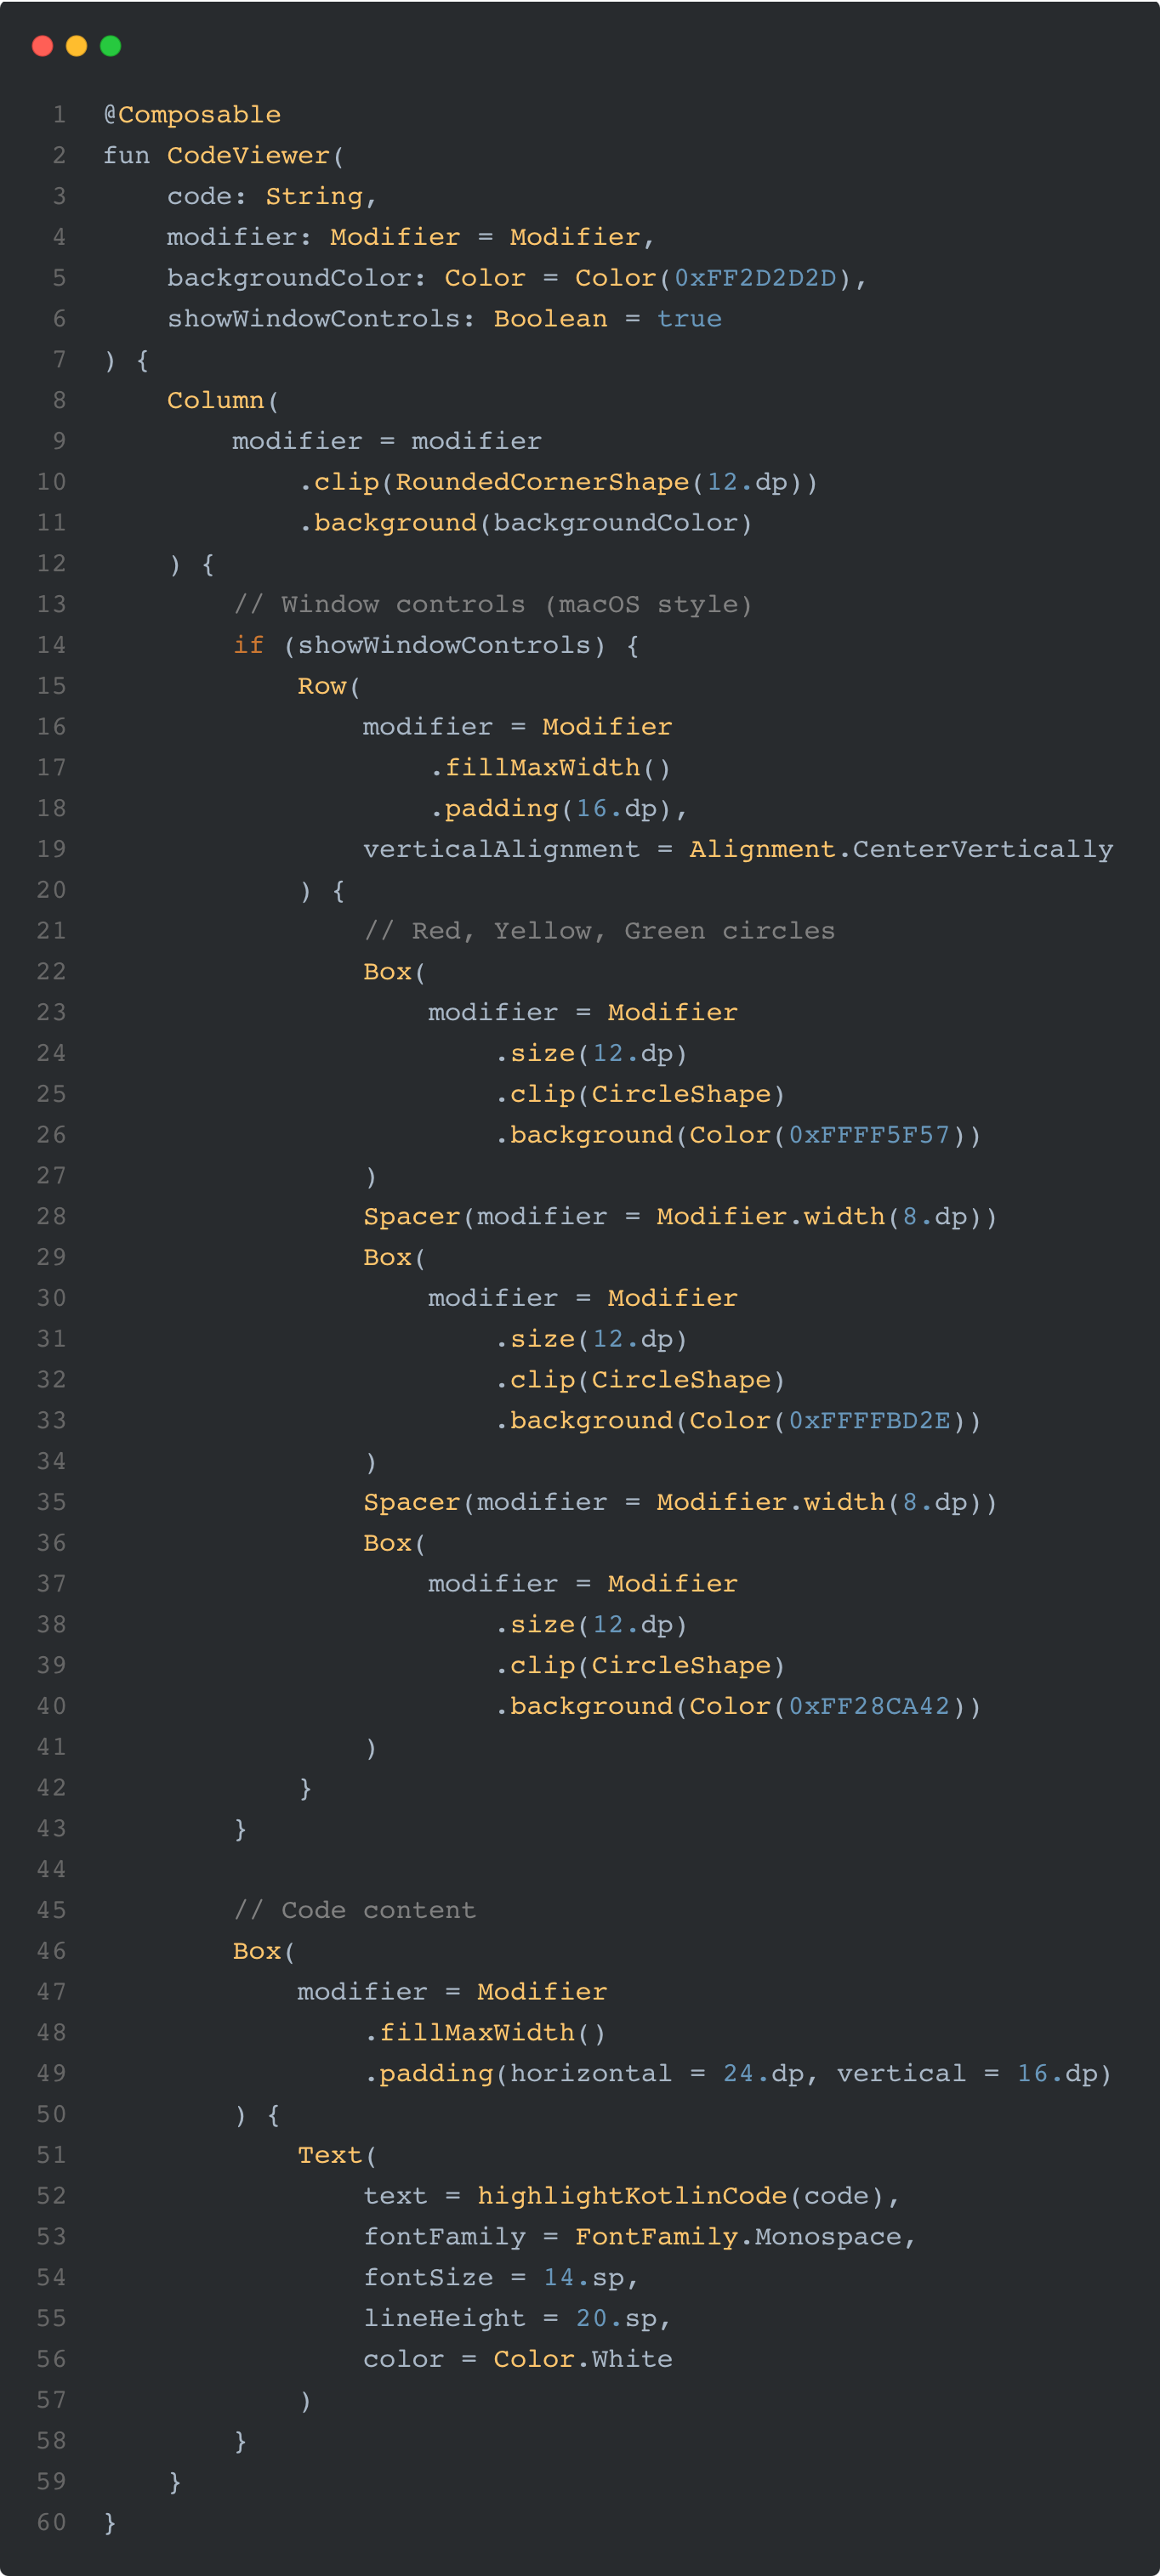 1 @Composable
2 fun CodeViewer(
3     code: String,
4     modifier: Modifier = Modifier,
5     backgroundColor: Color = Color(0xFF2D2D2D),
6     showWindowControls: Boolean = true
7 ) {
8     Column(
9         modifier = modifier
10             .clip(RoundedCornerShape(12.dp))
11             .background(backgroundColor)
12     ) {
13         // Window controls (macOS style)
14         if (showWindowControls) {
15             Row(
16                 modifier = Modifier
17                     .fillMaxWidth()
18                     .padding(16.dp),
19                 verticalAlignment = Alignment.CenterVertically
20             ) {
21                 // Red, Yellow, Green circles
22                 Box(
23                     modifier = Modifier
24                         .size(12.dp)
25                         .clip(CircleShape)
26                         .background(Color(0xFFFF5F57))
27                 )
28                 Spacer(modifier = Modifier.width(8.dp))
29                 Box(
30                     modifier = Modifier
31                         .size(12.dp)
32                         .clip(CircleShape)
33                         .background(Color(0xFFFFBD2E))
34                 )
35                 Spacer(modifier = Modifier.width(8.dp))
36                 Box(
37                     modifier = Modifier
38                         .size(12.dp)
39                         .clip(CircleShape)
40                         .background(Color(0xFF28CA42))
41                 )
42             }
43         }
44
45         // Code content
46         Box(
47             modifier = Modifier
48                 .fillMaxWidth()
49                 .padding(horizontal = 24.dp, vertical = 16.dp)
50         ) {
51             Text(
52                 text = highlightKotlinCode(code),
53                 fontFamily = FontFamily.Monospace,
54                 fontSize = 14.sp,
55                 lineHeight = 20.sp,
56                 color = Color.White
57             )
58         }
59     }
60 }